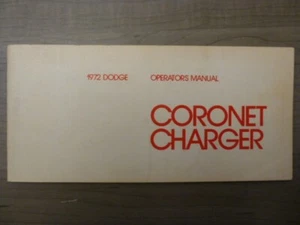 1972 DODGE OPERATORS MANUAL
CORONET
CHARGER